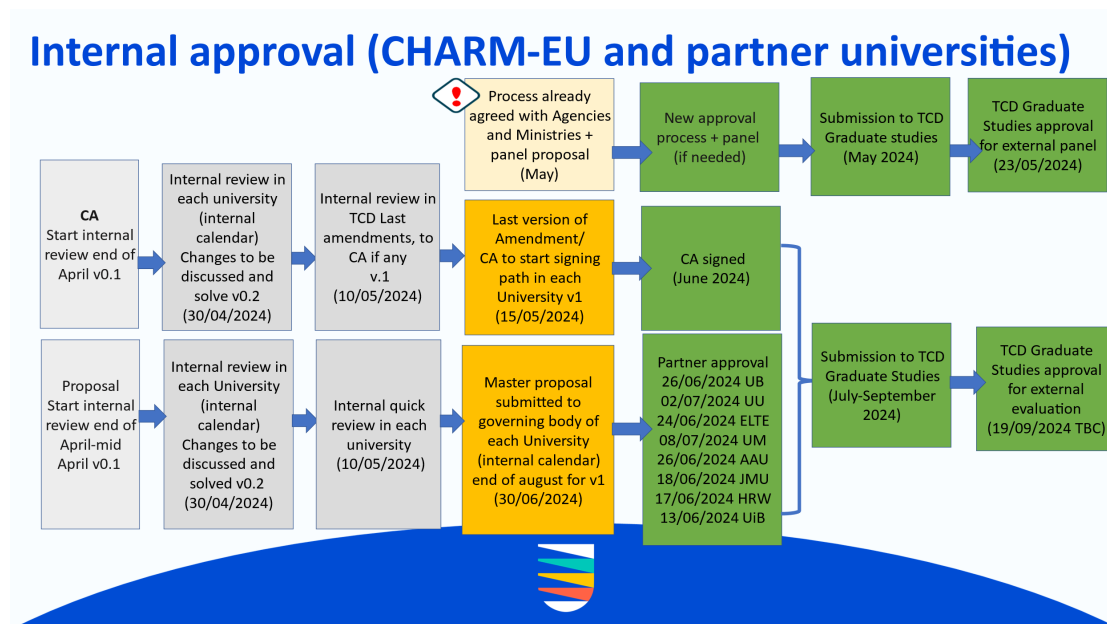 Internal approval (CHARM-EU and partner universities)
Process already
agreed with Agencies
and Ministries +
panel proposal
(May)
New approval
process + panel
(if needed)
Submission to TCD
Graduate studies
(May 2024)
TCD Graduate
Studies approval
for external panel
(23/05/2024)
CA
Start internal
review end of
April v0.1
Internal review in
each university
(internal
calendar)
Changes to be
discussed and
solve v0.2
(30/04/2024)
Internal review in
TCD Last
amendments, to
CA if any
v.1
(10/05/2024)
Last version of
Amendment/
CA to start signing
path in each
University v1
(15/05/2024)
CA signed
(June 2024)
Proposal
Start internal
review end of
April-mid
April v0.1
Internal review in
each University
(internal
calendar)
Changes to be
discussed and
solved v0.2
(30/04/2024)
Internal quick
review in each
university
(10/05/2024)
Master proposal
submitted to
governing body of
each University
(internal calendar)
end of august for v1
(30/06/2024)
Partner approval
26/06/2024 UB
02/07/2024 UU
24/06/2024 ELTE
08/07/2024 UM
26/06/2024 AAU
18/06/2024 JMU
17/06/2024 HRW
13/06/2024 UiB
Submission to TCD
Graduate Studies
(July-September
2024)
TCD Graduate
Studies approval
for external
evaluation
(19/09/2024 TBC)